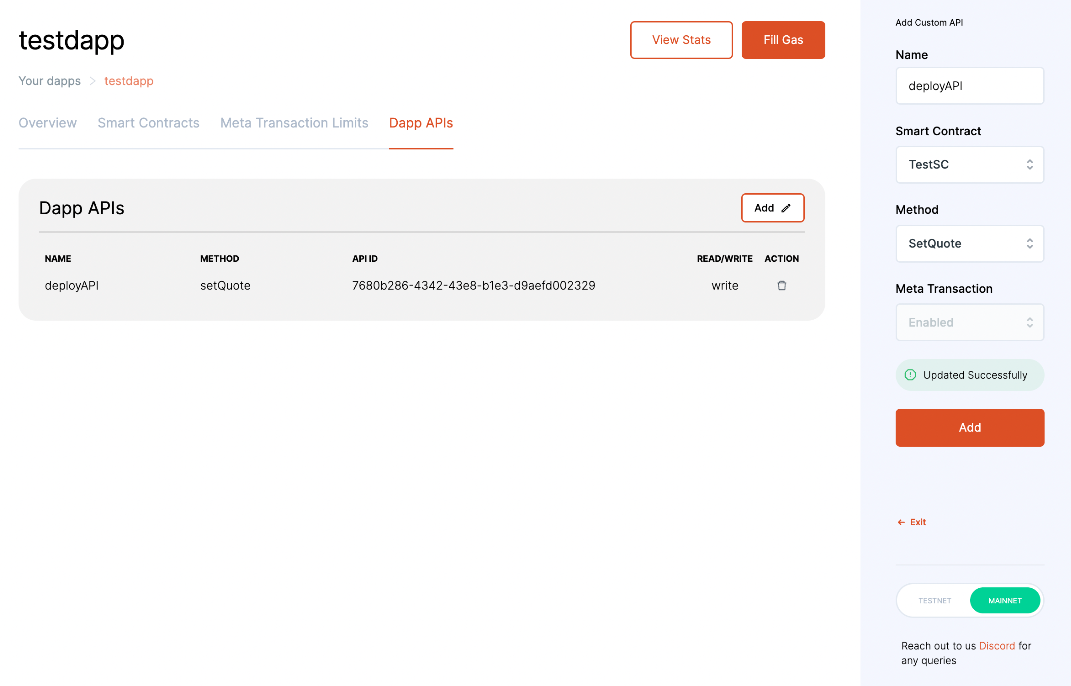 testdapp
View Stats
Fill Gas
Your dapps > testdapp
Overview
Smart Contracts
Meta Transaction Limits
Dapp APIs
Dapp APIs
Add
NAME METHOD API ID READ/WRITE ACTION
deployAPI setQuote 7680b286-4342-43e8-b1e3-d9aefd002329 write
Add Custom API
Name
deployAPI
Smart Contract
TestSC
Method
SetQuote
Meta Transaction
Enabled
Updated Successfully
Add
← Exit
TESTNET MAINNET
Reach out to us Discord for
any queries